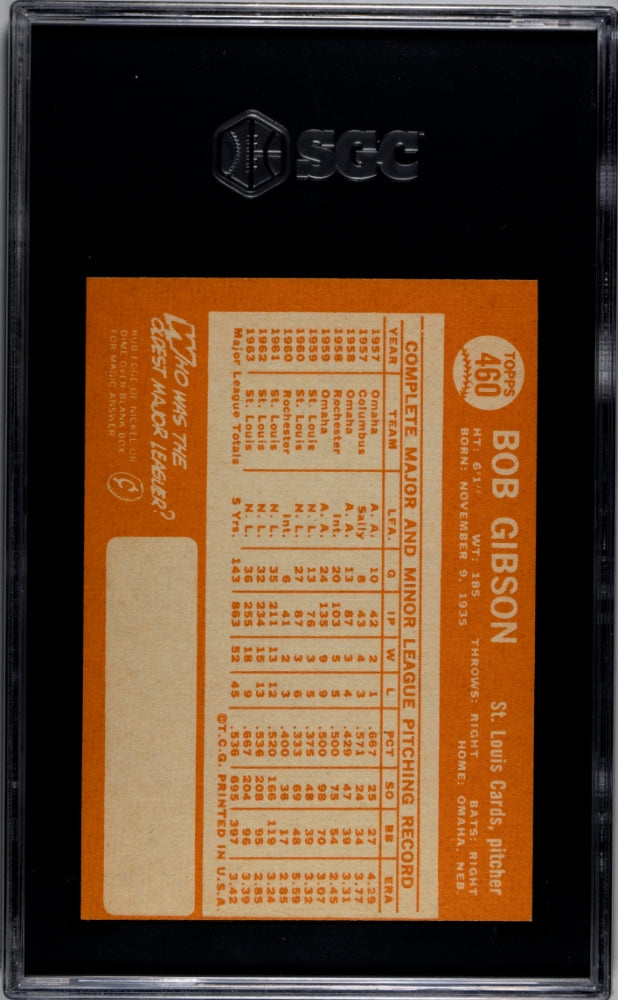 SGC
TOPPS
460
BOB GIBSON
St. Louis Cards, pitcher
HT: 6'1" WT: 185 THROWS: RIGHT BATS: RIGHT
BORN: NOVEMBER 9, 1935 HOME: OMAHA, NEB.
COMPLETE MAJOR AND MINOR LEAGUE PITCHING RECORD
YEAR TEAM LEA. G IP W L PCT SO BB ERA
1957 Omaha A. A. 10 42 2 1 .667 25 27 4.29
1957 Columbus Sally 8 43 4 3 .571 24 34 3.77
1958 Omaha A. A. 13 87 3 4 .429 47 39 3.31
1958 Rochester Int. 20 103 5 5 .500 75 54 2.45
1959 Omaha A. A. 24 135 9 9 .500 98 70 3.07
1959 St. Louis N. L. 13 76 3 5 .375 48 39 3.32
1960 St. Louis N. L. 27 87 3 6 .333 69 48 5.59
1960 Rochester Int. 6 41 2 3 .400 36 17 2.85
1961 St. Louis N. L. 35 211 13 12 .520 166 119 3.24
1962 St. Louis N. L. 32 234 15 13 .536 208 95 2.85
1963 St. Louis N. L. 36 255 18 9 .667 204 96 3.39
Major League Totals 5 Yrs. 143 863 52 45 .536 695 397 3.42
©T.C.G. PRINTED IN U.S.A.
WHO WAS THE
OLDEST MAJOR LEAGUER?
RUB EDGE OF NICKEL OR
DIME OVER BLANK BOX
FOR MAGIC ANSWER